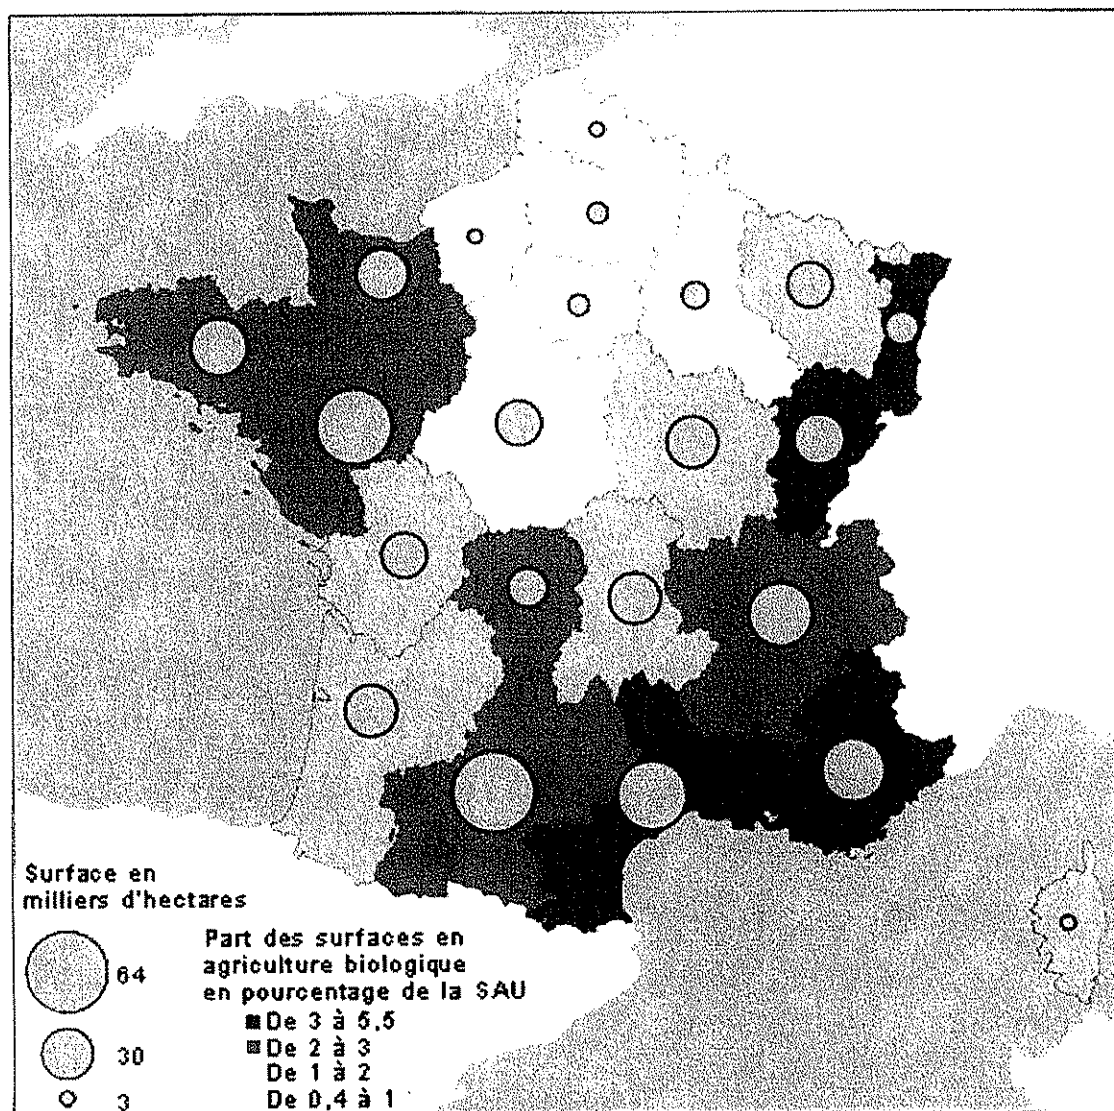 Surface en
milliers d'hectares
64
30
3
Part des surfaces en
agriculture biologique
en pourcentage de la SAU
De 3 à 5,5
De 2 à 3
De 1 à 2
De 0,4 à 1